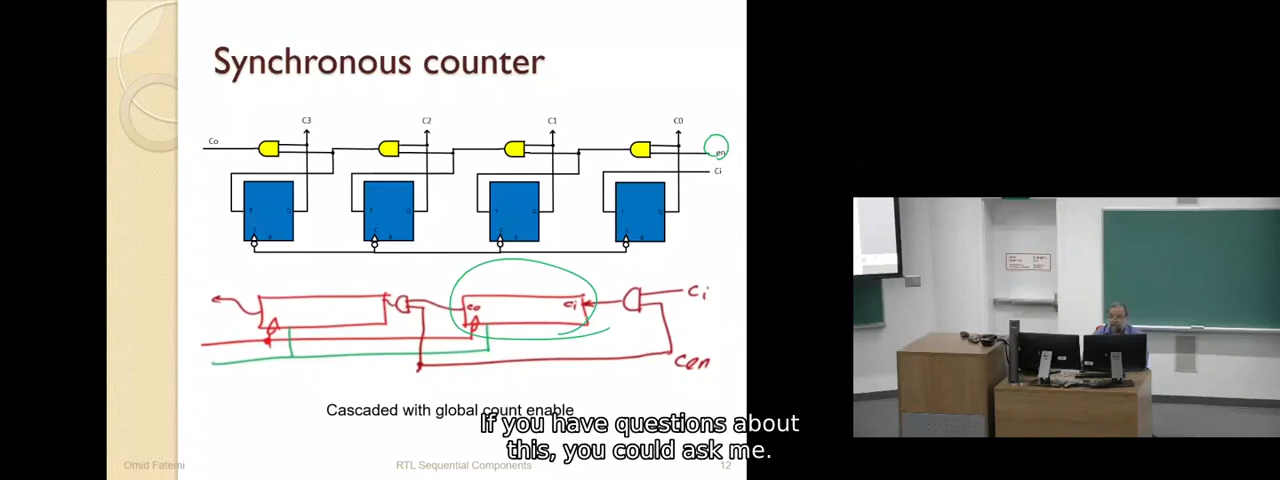 Synchronous counter
C3 C2 C1 C0
Co
en
Ci
T Q T Q T Q T Q
co ci Ci
Cen
Cascaded with global count enable
If you have questions about
this, you could ask me.
Omid Fatemi RTL Sequential Components 12